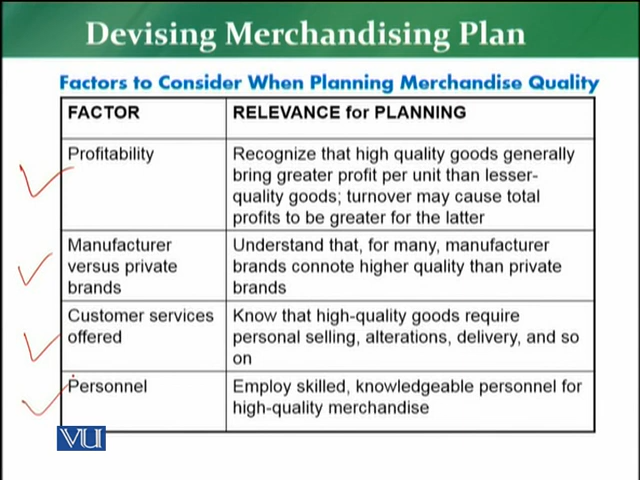 Devising Merchandising Plan
Factors to Consider When Planning Merchandise Quality
FACTOR
RELEVANCE for PLANNING
Profitability
Recognize that high quality goods generally
bring greater profit per unit than lesser-
quality goods; turnover may cause total
profits to be greater for the latter
Manufacturer
versus private
brands
Understand that, for many, manufacturer
brands connote higher quality than private
brands
Customer services
offered
Know that high-quality goods require
personal selling, alterations, delivery, and so
on
Personnel
Employ skilled, knowledgeable personnel for
high-quality merchandise
VU